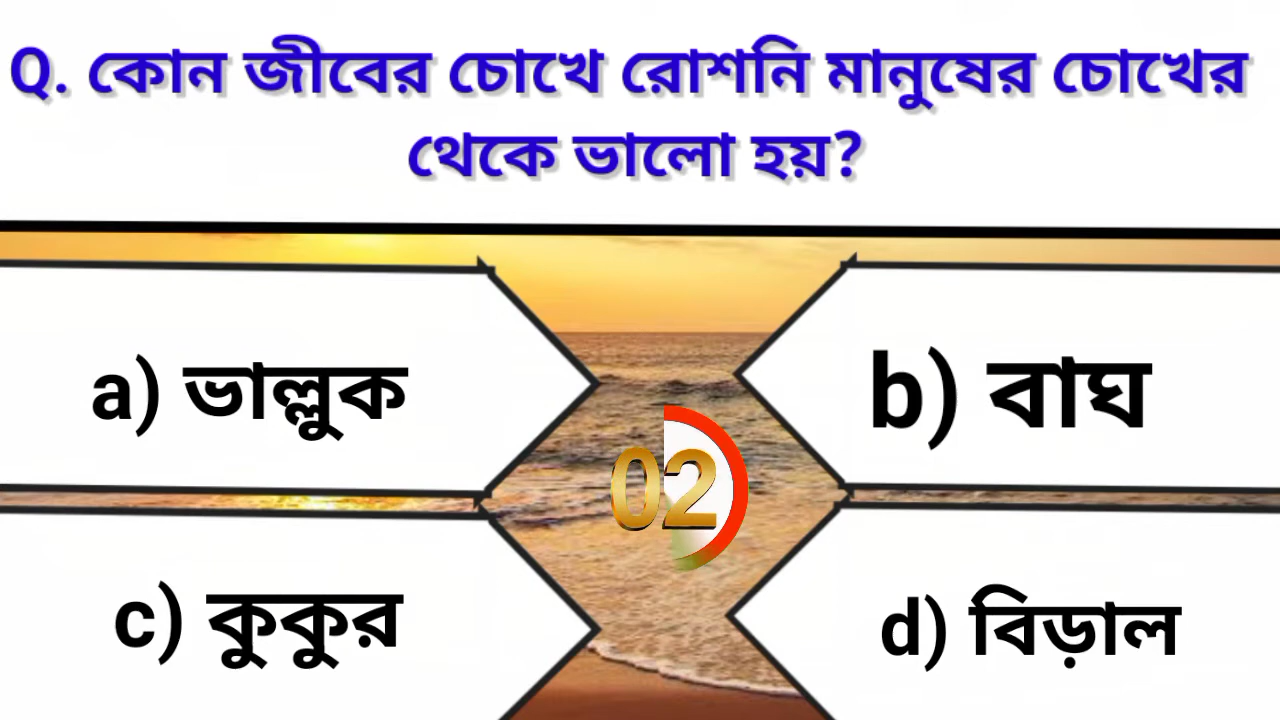 Q. কোন জীবের চোখে রোশনি মানুষের চোখের
থেকে ভালো হয়?
a) ভাল্লুক
b) বাঘ
02
c) কুকুর
d) বিড়াল